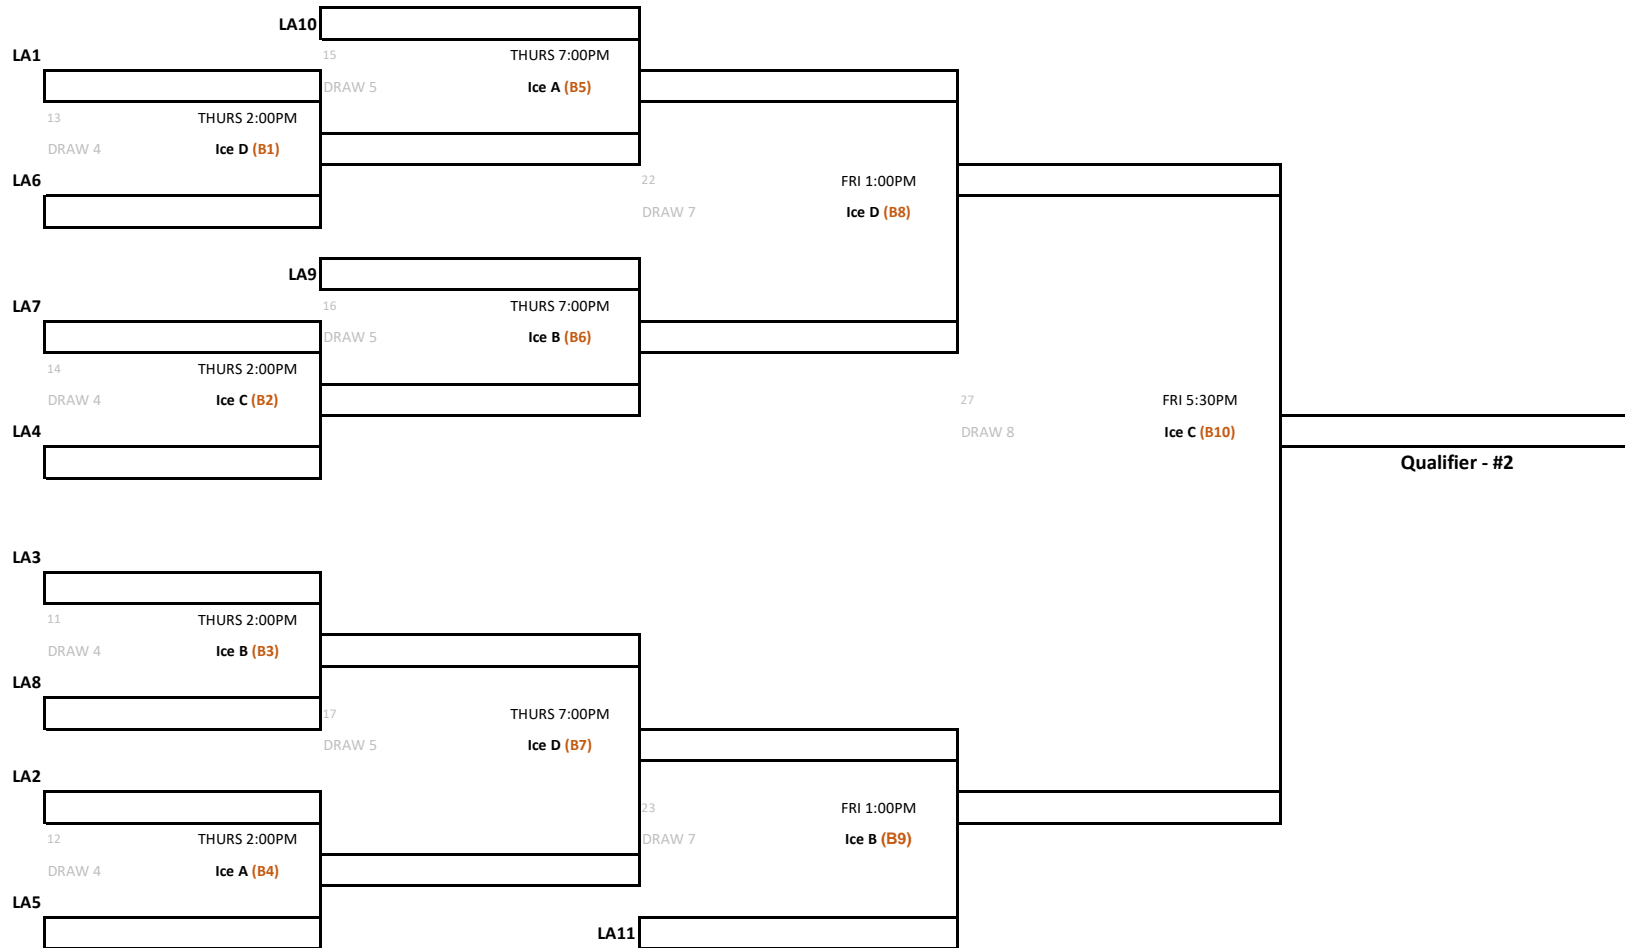 LA10
LA1
15 THURS 7:00PM
DRAW 5 Ice A (B5)
13 THURS 2:00PM
DRAW 4 Ice D (B1)
LA6
22 FRI 1:00PM
DRAW 7 Ice D (B8)
LA9
LA7
16 THURS 7:00PM
DRAW 5 Ice B (B6)
14 THURS 2:00PM
DRAW 4 Ice C (B2)
27 FRI 5:30PM
DRAW 8 Ice C (B10)
LA4
Qualifier - #2
LA3
11 THURS 2:00PM
DRAW 4 Ice B (B3)
LA8
17 THURS 7:00PM
DRAW 5 Ice D (B7)
LA2
23 FRI 1:00PM
DRAW 7 Ice B (B9)
12 THURS 2:00PM
DRAW 4 Ice A (B4)
LA5
LA11